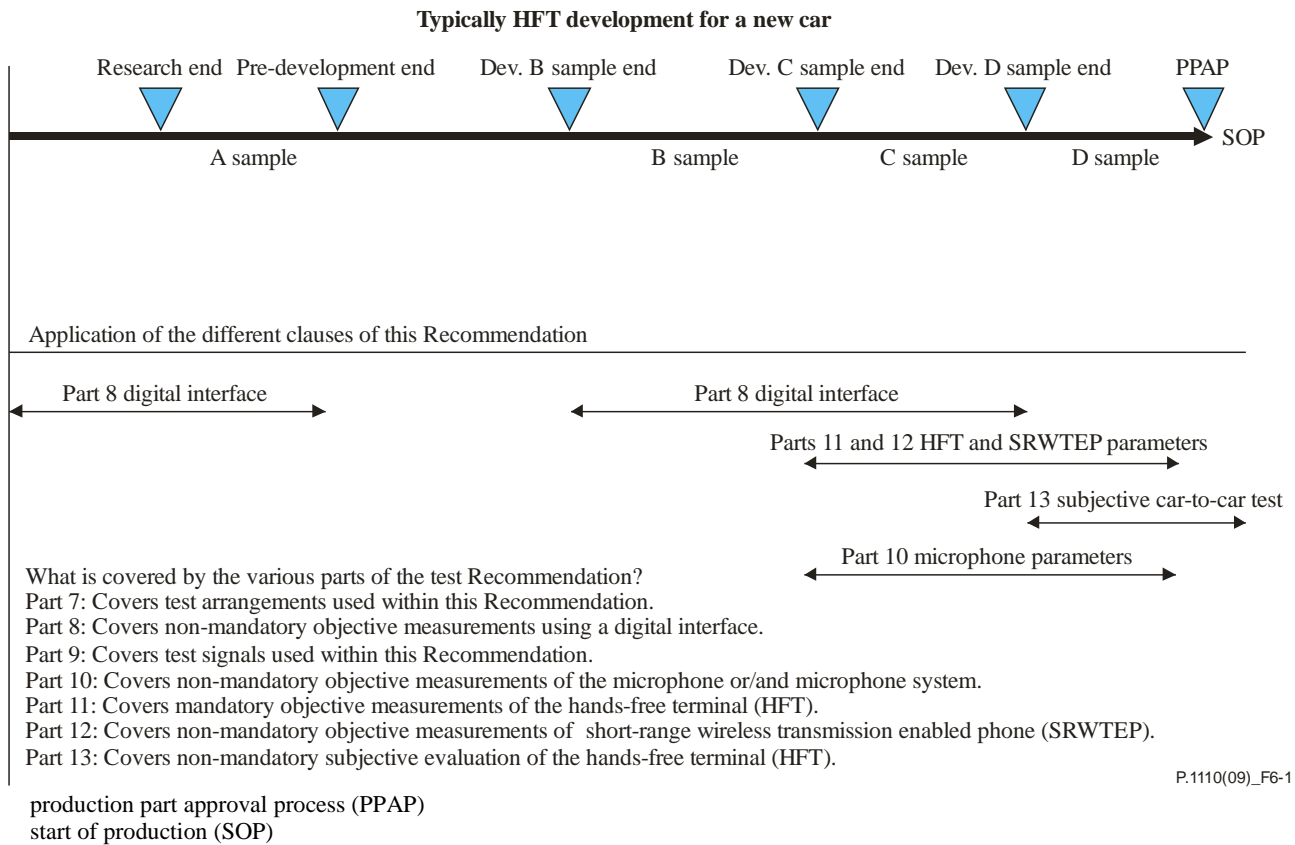 Typically HFT development for a new car
Research end Pre-development end Dev. B sample end Dev. C sample end Dev. D sample end PPAP
SOP
A sample B sample C sample D sample
Application of the different clauses of this Recommendation
Part 8 digital interface Part 8 digital interface
Parts 11 and 12 HFT and SRWTEP parameters
Part 13 subjective car-to-car test
Part 10 microphone parameters
What is covered by the various parts of the test Recommendation?
Part 7: Covers test arrangements used within this Recommendation.
Part 8: Covers non-mandatory objective measurements using a digital interface.
Part 9: Covers test signals used within this Recommendation.
Part 10: Covers non-mandatory objective measurements of the microphone or/and microphone system.
Part 11: Covers mandatory objective measurements of the hands-free terminal (HFT).
Part 12: Covers non-mandatory objective measurements of short-range wireless transmission enabled phone (SRWTEP).
Part 13: Covers non-mandatory subjective evaluation of the hands-free terminal (HFT).
P.1110(09)_F6-1
production part approval process (PPAP)
start of production (SOP)